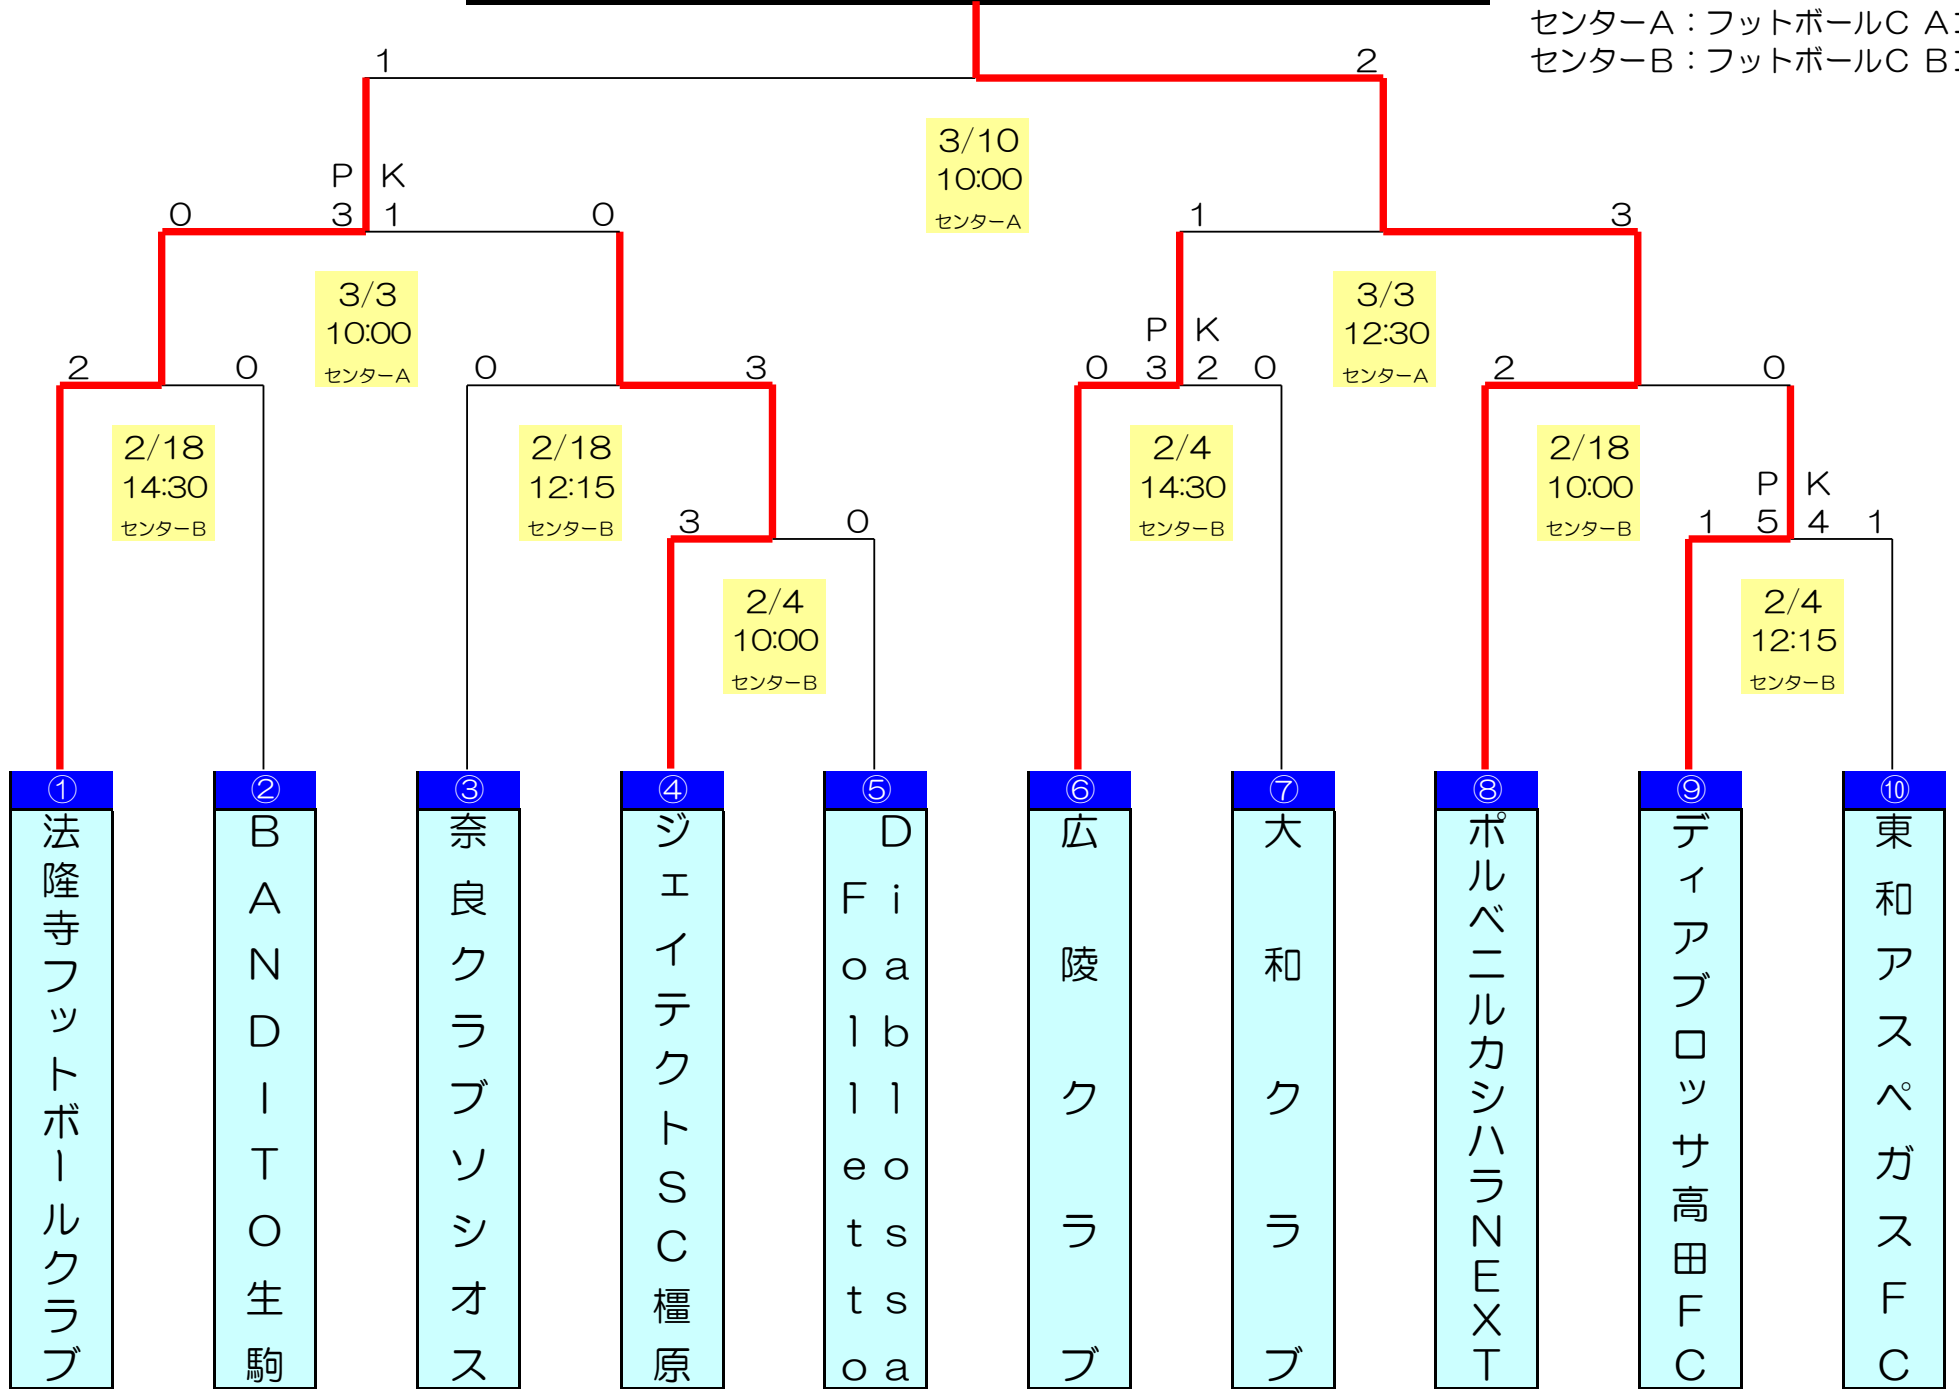 センターA：フットボールC A
センターB：フットボールC B
1
2
3/10
10:00
センターA
P K
0 3 1 0
1 3
3/3
10:00
センターA
3/3
12:30
センターA
P K
2 0
0 3
0 3 2 0
2 0
2/18
14:30
センターB
2/18
12:15
センターB
2/4
14:30
センターB
2/18
10:00
センターB
P K
3 0
1 5 4 1
2/4
10:00
センターB
2/4
12:15
センターB
①
②
③
④
⑤
⑥
⑦
⑧
⑨
⑩
法隆寺フットボールクラブ
BANDITO生駒
奈良クラブソシオス
ジェイテクトSC橿原
Diablossa
Folletto
広陵クラブ
大和クラブ
ポルベニルカシハラNEXT
ディアブロッサ高田FC
東和アスペガスFC